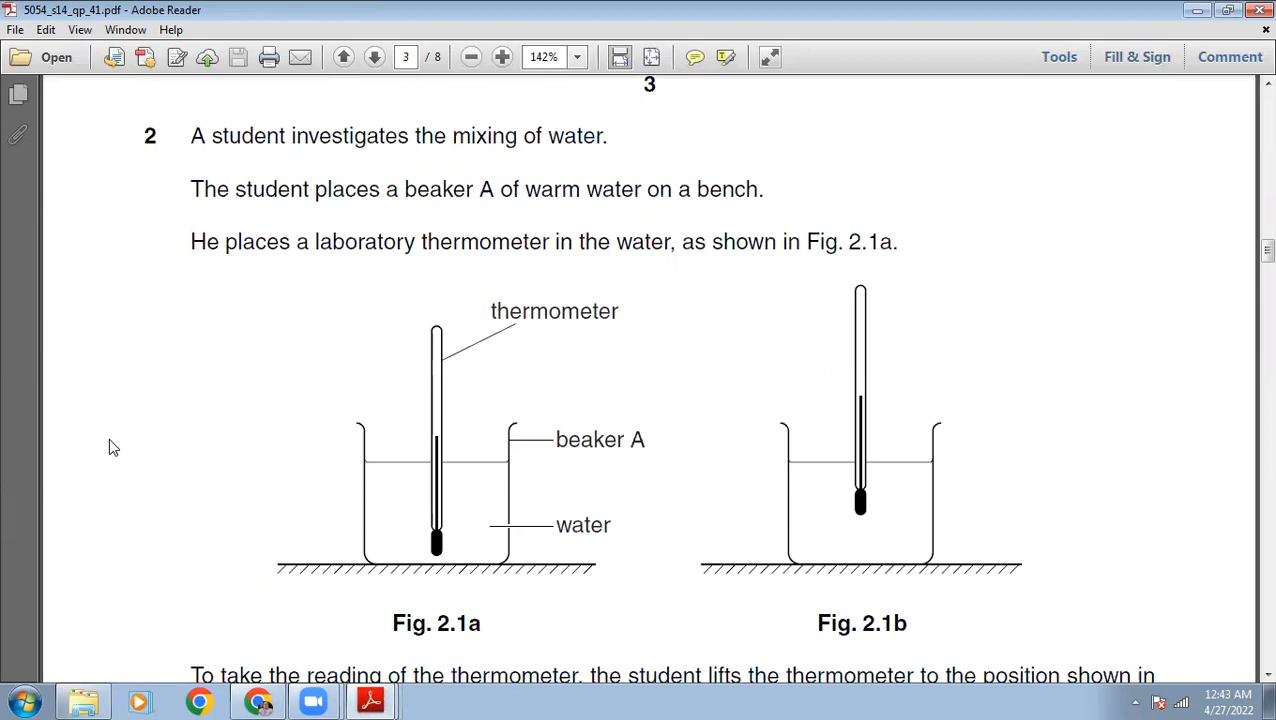 5054_s14_qp_41.pdf - Adobe Reader
File Edit View Window Help
Open 3 / 8 142% Tools Fill & Sign Comment
3
2 A student investigates the mixing of water.
The student places a beaker A of warm water on a bench.
He places a laboratory thermometer in the water, as shown in Fig. 2.1a.
thermometer
beaker A
water
Fig. 2.1a Fig. 2.1b
To take the reading of the thermometer, the student lifts the thermometer to the position shown in
12:43 AM
4/27/2022